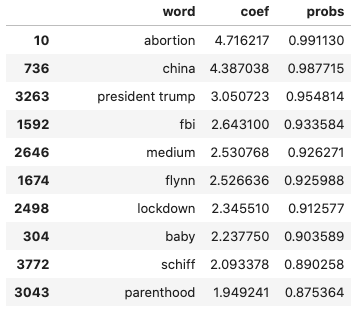 word coef probs
10 abortion 4.716217 0.991130
736 china 4.387038 0.987715
3263 president trump 3.050723 0.954814
1592 fbi 2.643100 0.933584
2646 medium 2.530768 0.926271
1674 flynn 2.526636 0.925988
2498 lockdown 2.345510 0.912577
304 baby 2.237750 0.903589
3772 schiff 2.093378 0.890258
3043 parenthood 1.949241 0.875364